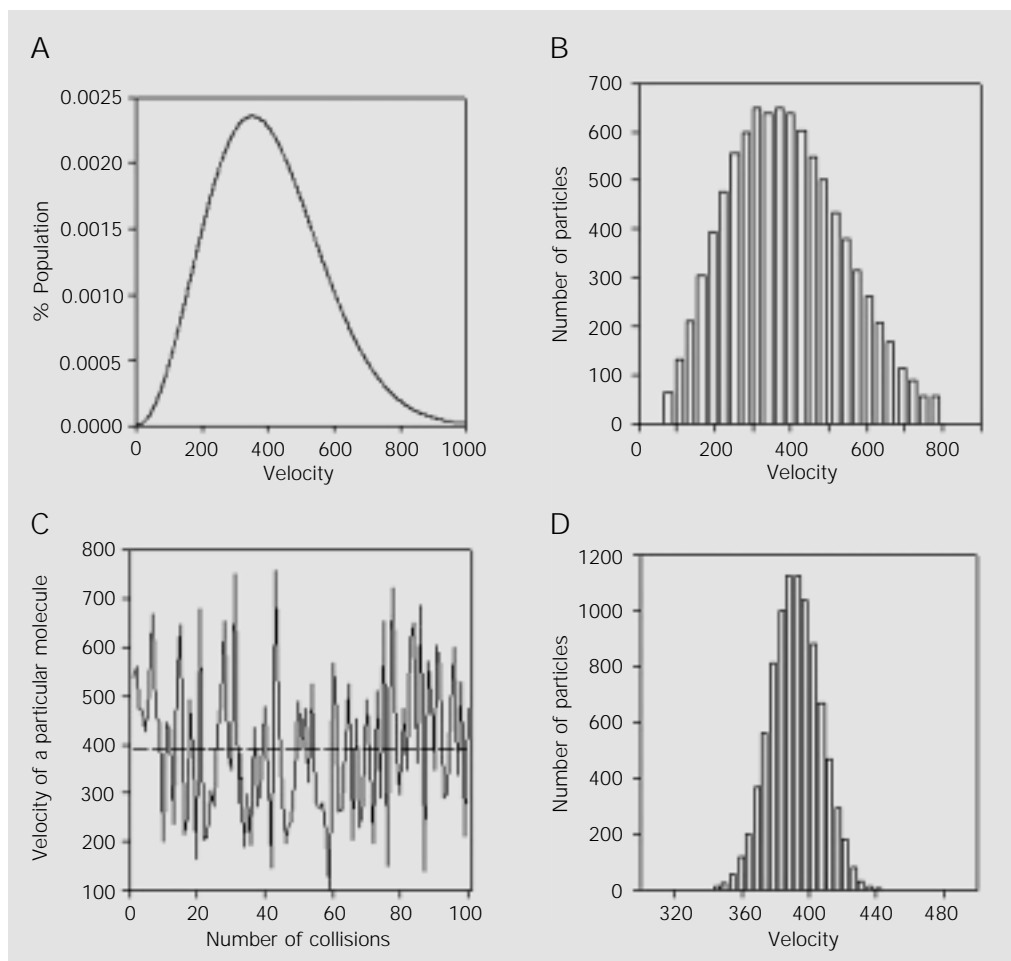 A
0.0025
0.0020
0.0015
0.0010
0.0005
0.0000
% Population
0 200 400 600 800 1000
Velocity
B
700
600
500
400
300
200
100
0
Number of particles
0 200 400 600 800
Velocity
C
800
700
600
500
400
300
200
100
Velocity of a particular molecule
0 20 40 60 80 100
Number of collisions
D
1200
1000
800
600
400
200
0
Number of particles
320 360 400 440 480
Velocity